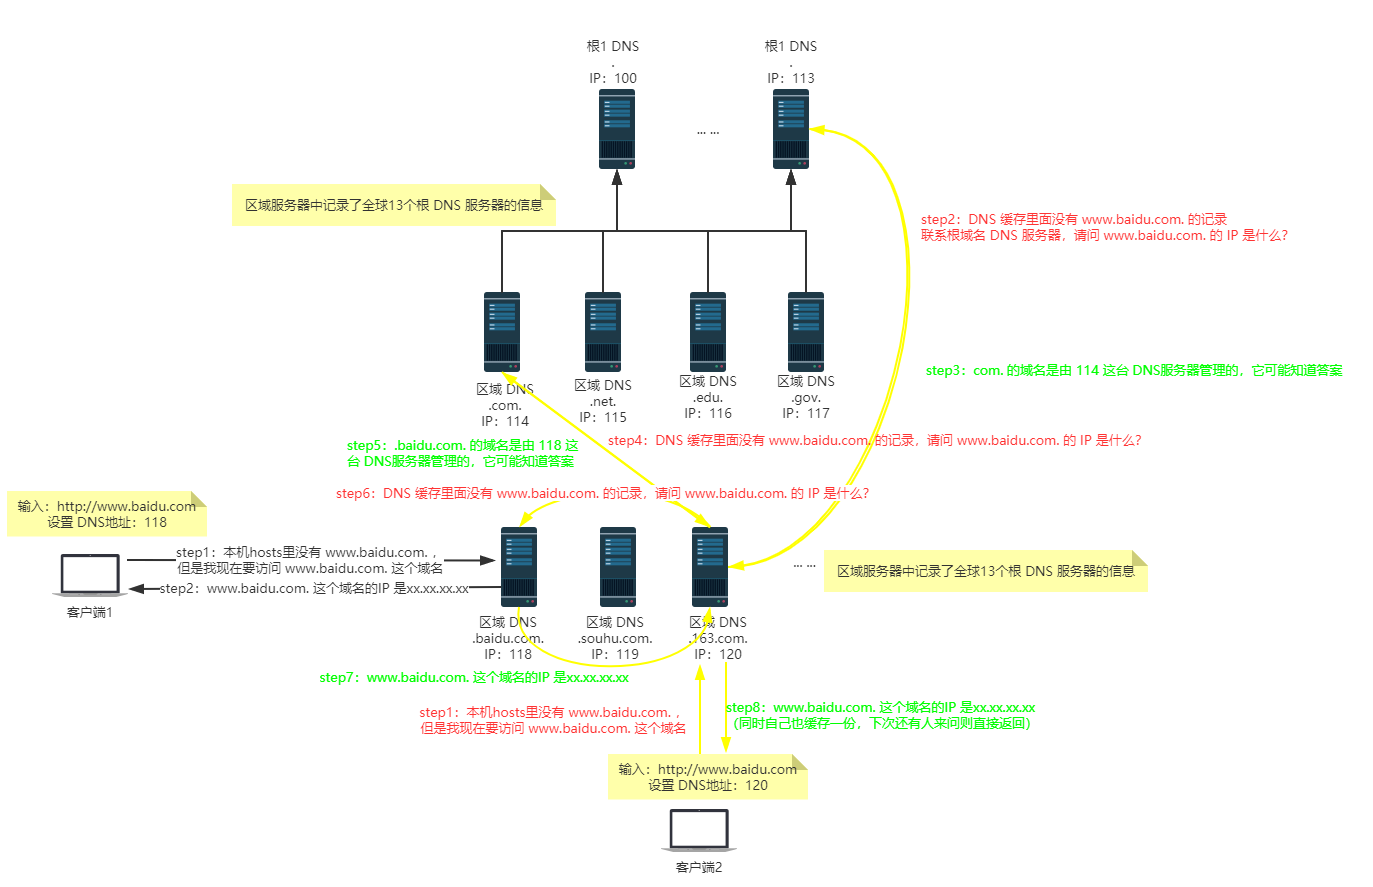 根1 DNS
.
IP：100
根1 DNS
.
IP：113
... ...
区域服务器中记录了全球13个根 DNS 服务器的信息
step2：DNS 缓存里面没有 www.baidu.com. 的记录
联系根域名 DNS 服务器，请问 www.baidu.com. 的 IP 是什么?
step3：com. 的域名是由 114 这台 DNS服务器管理的，它可能知道答案
区域 DNS
.com.
IP：114
区域 DNS
.net.
IP：115
区域 DNS
.edu.
IP：116
区域 DNS
.gov.
IP：117
step5：.baidu.com. 的域名是由 118 这
台 DNS服务器管理的，它可能知道答案
step4：DNS 缓存里面没有 www.baidu.com. 的记录，请问 www.baidu.com. 的 IP 是什么?
step6：DNS 缓存里面没有 www.baidu.com. 的记录，请问 www.baidu.com. 的 IP 是什么?
输入：http://www.baidu.com
设置 DNS地址：118
step1：本机hosts里没有 www.baidu.com.，
但是我现在要访问 www.baidu.com. 这个域名
step2：www.baidu.com. 这个域名的IP 是xx.xx.xx.xx
客户端1
... ...
区域服务器中记录了全球13个根 DNS 服务器的信息
区域 DNS
.baidu.com.
IP：118
区域 DNS
.souhu.com.
IP：119
区域 DNS
.163.com.
IP：120
step7：www.baidu.com. 这个域名的IP 是xx.xx.xx.xx
step1：本机hosts里没有 www.baidu.com.，
但是我现在要访问 www.baidu.com. 这个域名
step8：www.baidu.com. 这个域名的IP 是xx.xx.xx.xx
（同时自己也缓存一份，下次还有人来问则直接返回）
输入：http://www.baidu.com
设置 DNS地址：120
客户端2